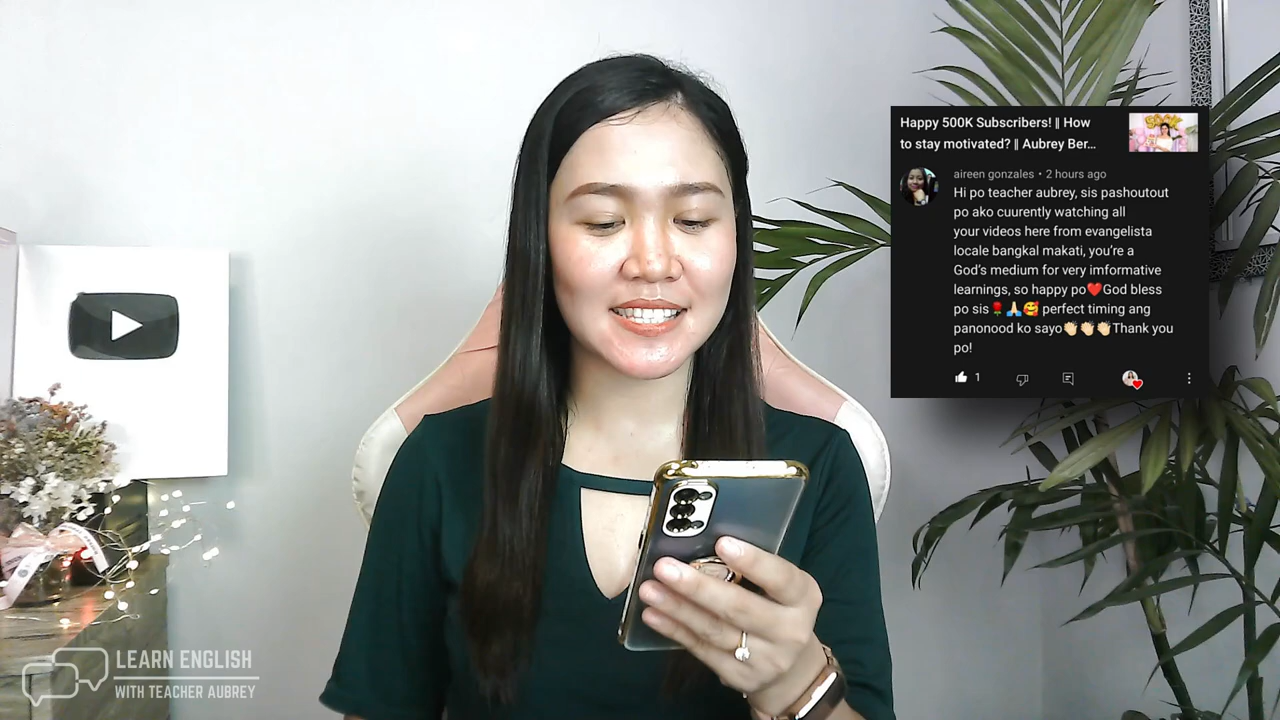 Happy 500K Subscribers! || How
to stay motivated? || Aubrey Ber...
aireen gonzales • 2 hours ago
Hi po teacher aubrey, sis pashoutout
po ako cuurently watching all
your videos here from evangelista
locale bangkal makati, you're a
God's medium for very imformative
learnings, so happy po❤️God bless
po sis🌹🙏🏻🥰 perfect timing ang
panonood ko sayo👏🏻👏🏻👏🏻Thank you
po!
1
LEARN ENGLISH
WITH TEACHER AUBREY